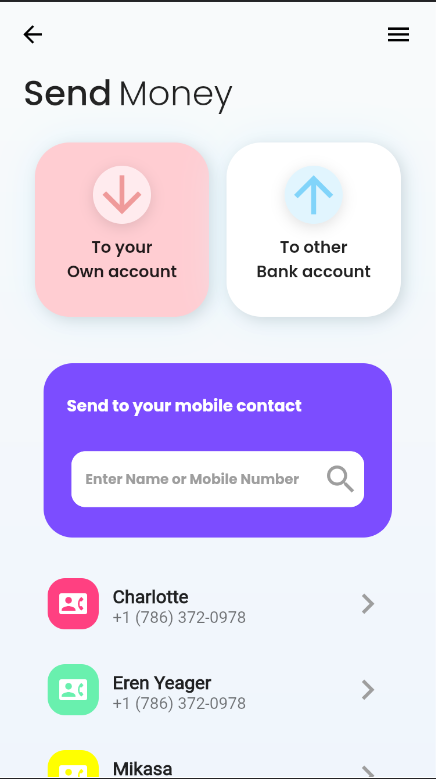 Send Money
To your
Own account
To other
Bank account
Send to your mobile contact
Enter Name or Mobile Number
Charlotte
+1 (786) 372-0978
Eren Yeager
+1 (786) 372-0978
Mikasa